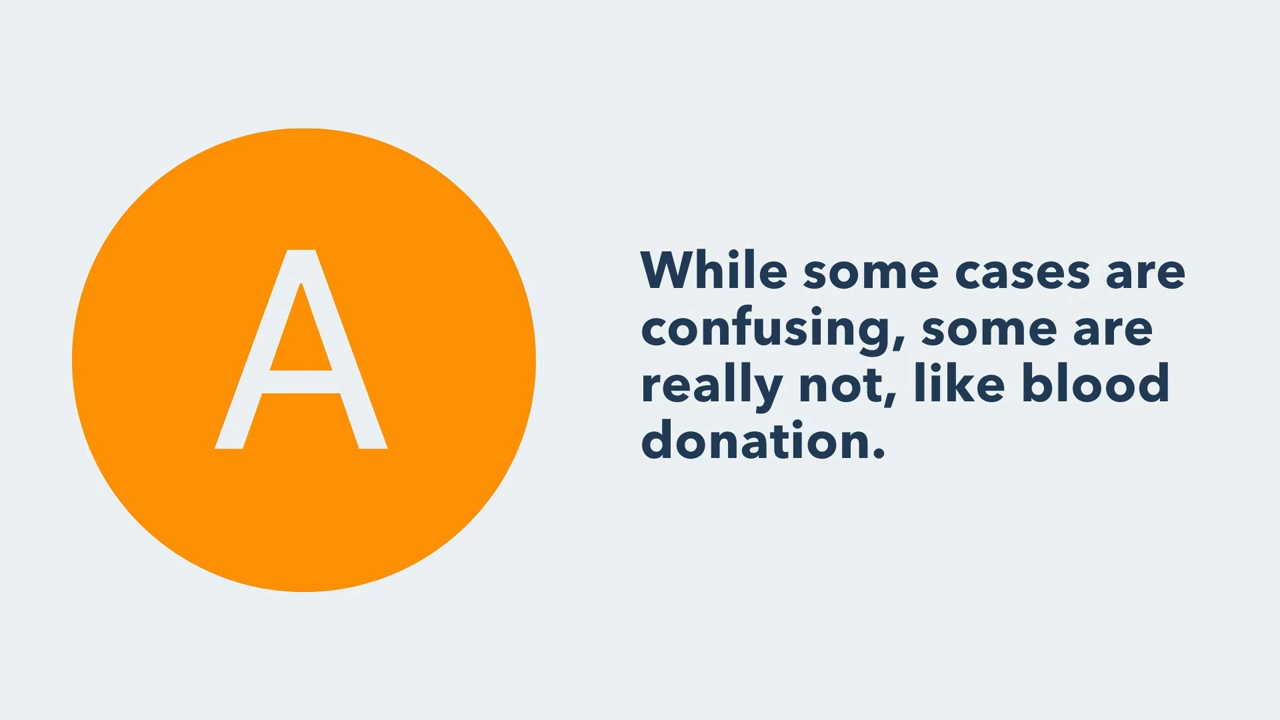 A
While some cases are
confusing, some are
really not, like blood
donation.